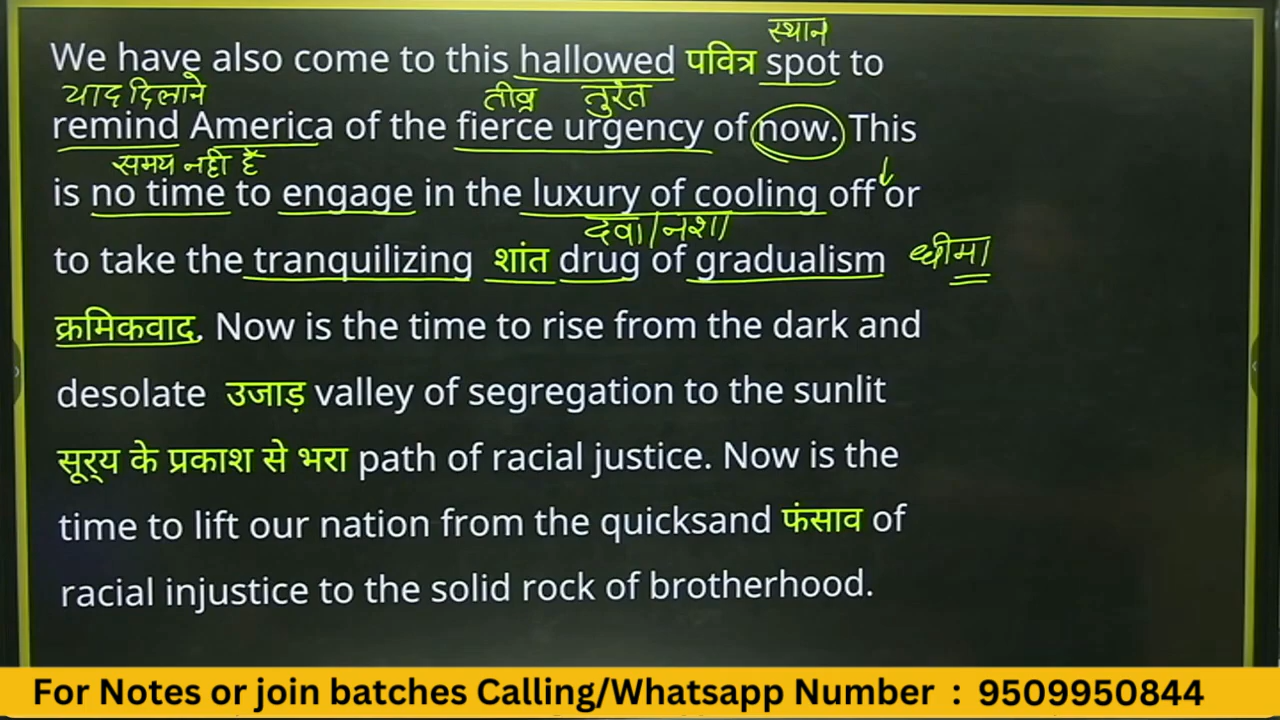 स्थान
We have also come to this hallowed पवित्र spot to
याद दिलाने तीव्र तुरंत
remind America of the fierce urgency of now. This
समय नही है
is no time to engage in the luxury of cooling off or
दवा/नशा
to take the tranquilizing शांत drug of gradualism धीमा
क्रमिकवाद. Now is the time to rise from the dark and
desolate उजाड़ valley of segregation to the sunlit
सूर्य के प्रकाश से भरा path of racial justice. Now is the
time to lift our nation from the quicksand फंसाव of
racial injustice to the solid rock of brotherhood.
For Notes or join batches Calling/Whatsapp Number : 9509950844